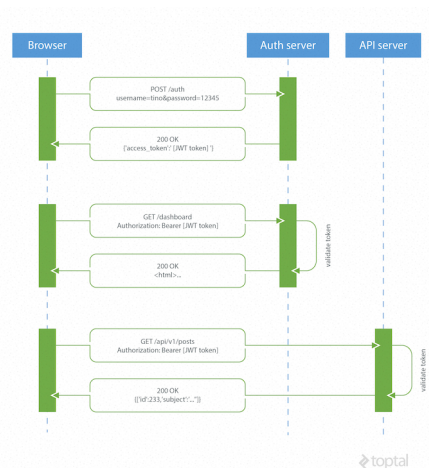 Browser
Auth server
API server
POST /auth
username=tino&password=12345
200 OK
{'access_token':' [JWT token] '}
GET /dashboard
Authorization: Bearer [JWT token]
validate token
200 OK
<html>...
GET /api/v1/posts
Authorization: Bearer [JWT token]
validate token
200 OK
[{'id':233,'subject':'...'}]
toptal